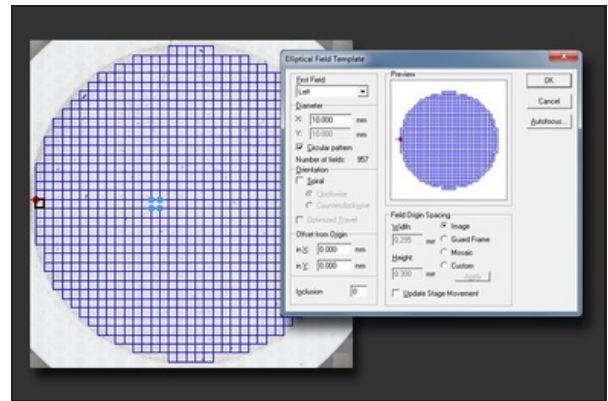 Elliptical Field Template
First Field:
Left
Diameter
X: 10.000 mm
Y: 10.000 mm
Circular pattern
Number of fields: 957
Orientation
Spiral
Clockwise
Counterclockwise
Optimized Travel
Offset from Origin
in X: 0.000 mm
in Y: 0.000 mm
Inclusion 0
Preview
Field Origin Spacing
Width: Image
0.295 mm Guard Frame
Mosaic
Height: Custom
0.300 mm Apply
Update Stage Movement
OK
Cancel
Autofocus...